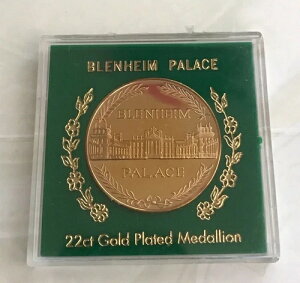 BLENHEIM PALACE
BLENHEIM
PALACE
22ct Gold Plated Medallion